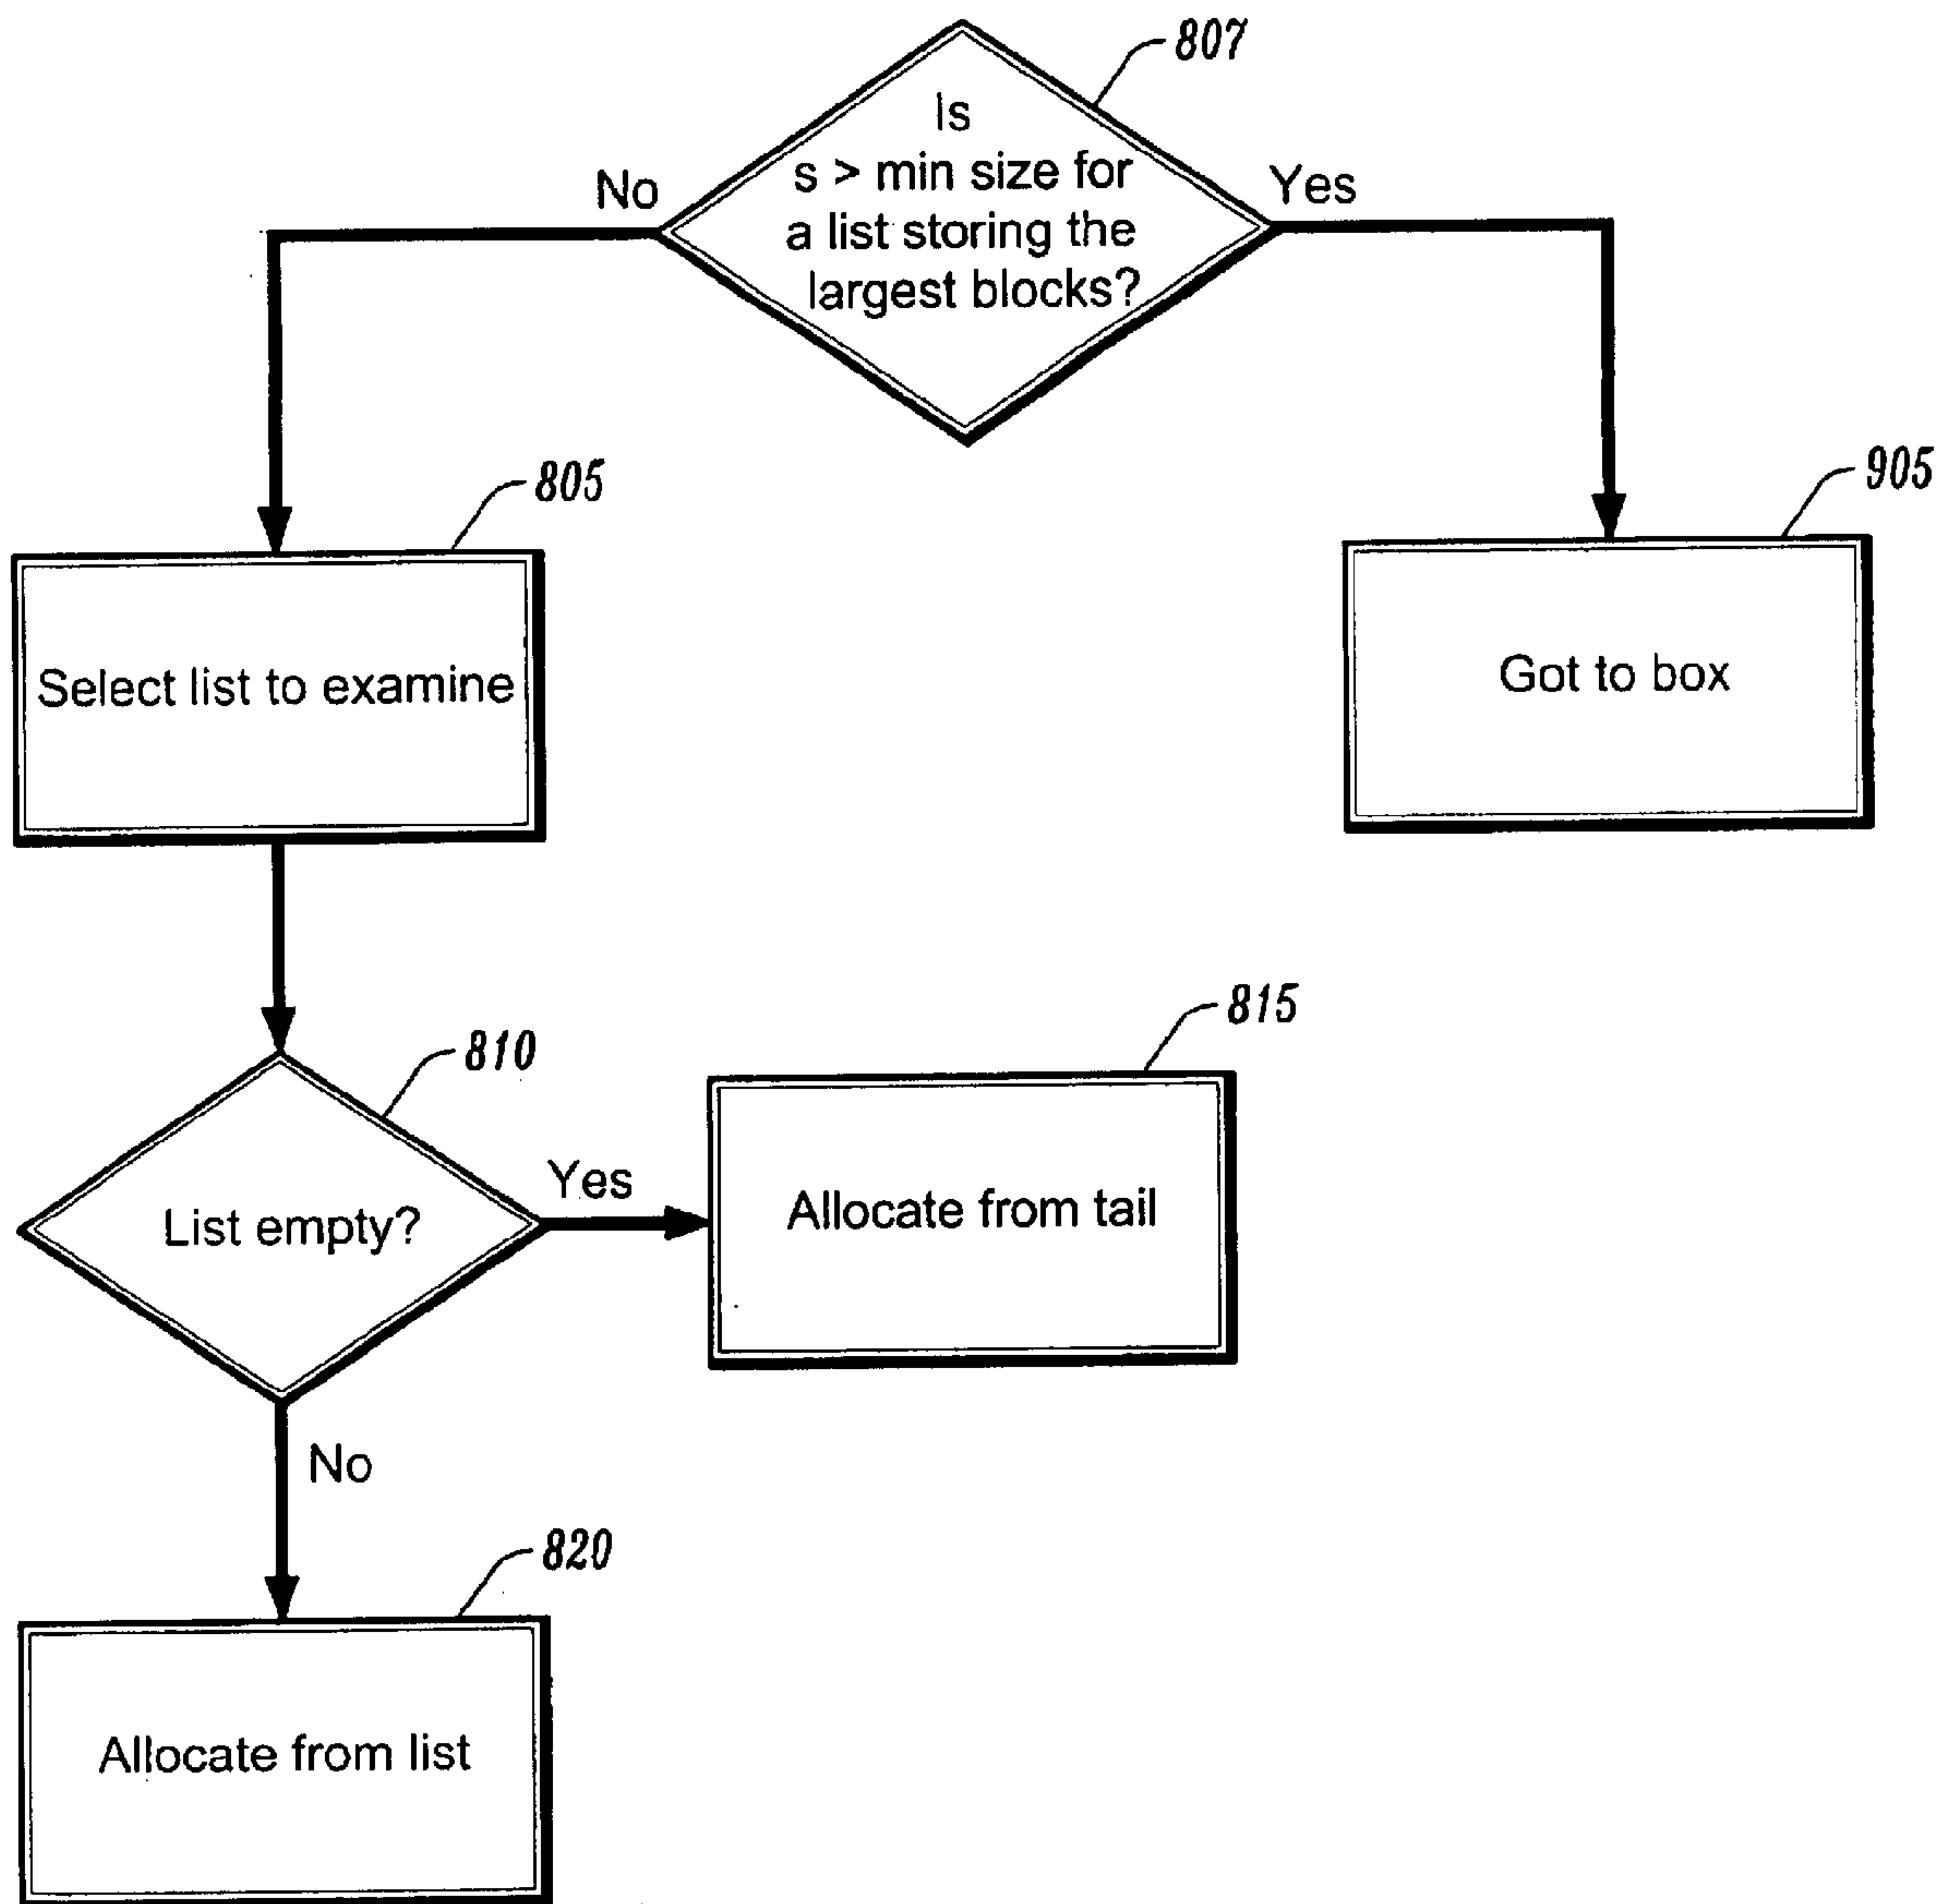 807
Is
s > min size for
a list storing the
largest blocks?
No
Yes
805
905
Select list to examine
Got to box
810
815
List empty?
Yes
Allocate from tail
No
820
Allocate from list